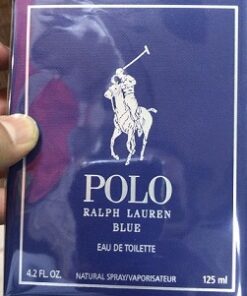 POLO
RALPH LAUREN
BLUE
EAU DE TOILETTE
4.2 FL. OZ. NATURAL SPRAY/VAPORISATEUR 125 ml